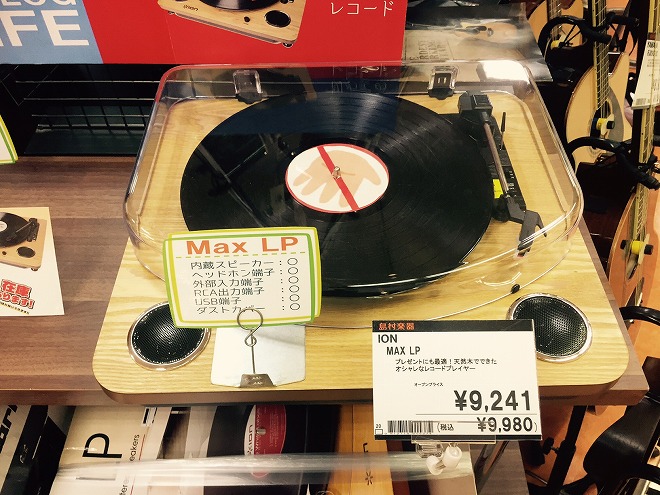 FE
レコード
Max LP
内蔵スピーカー：〇
ヘッドホン端子：〇
外部入力端子：〇
RCA出力端子：〇
USB端子：〇
ダストカバー：〇
在庫
島村楽器
ION
MAX LP
プレゼントにも最適！天然木でできた
オシャレなレコードプレイヤー
オープンプライス
¥9,241
(税込 ¥9,980)